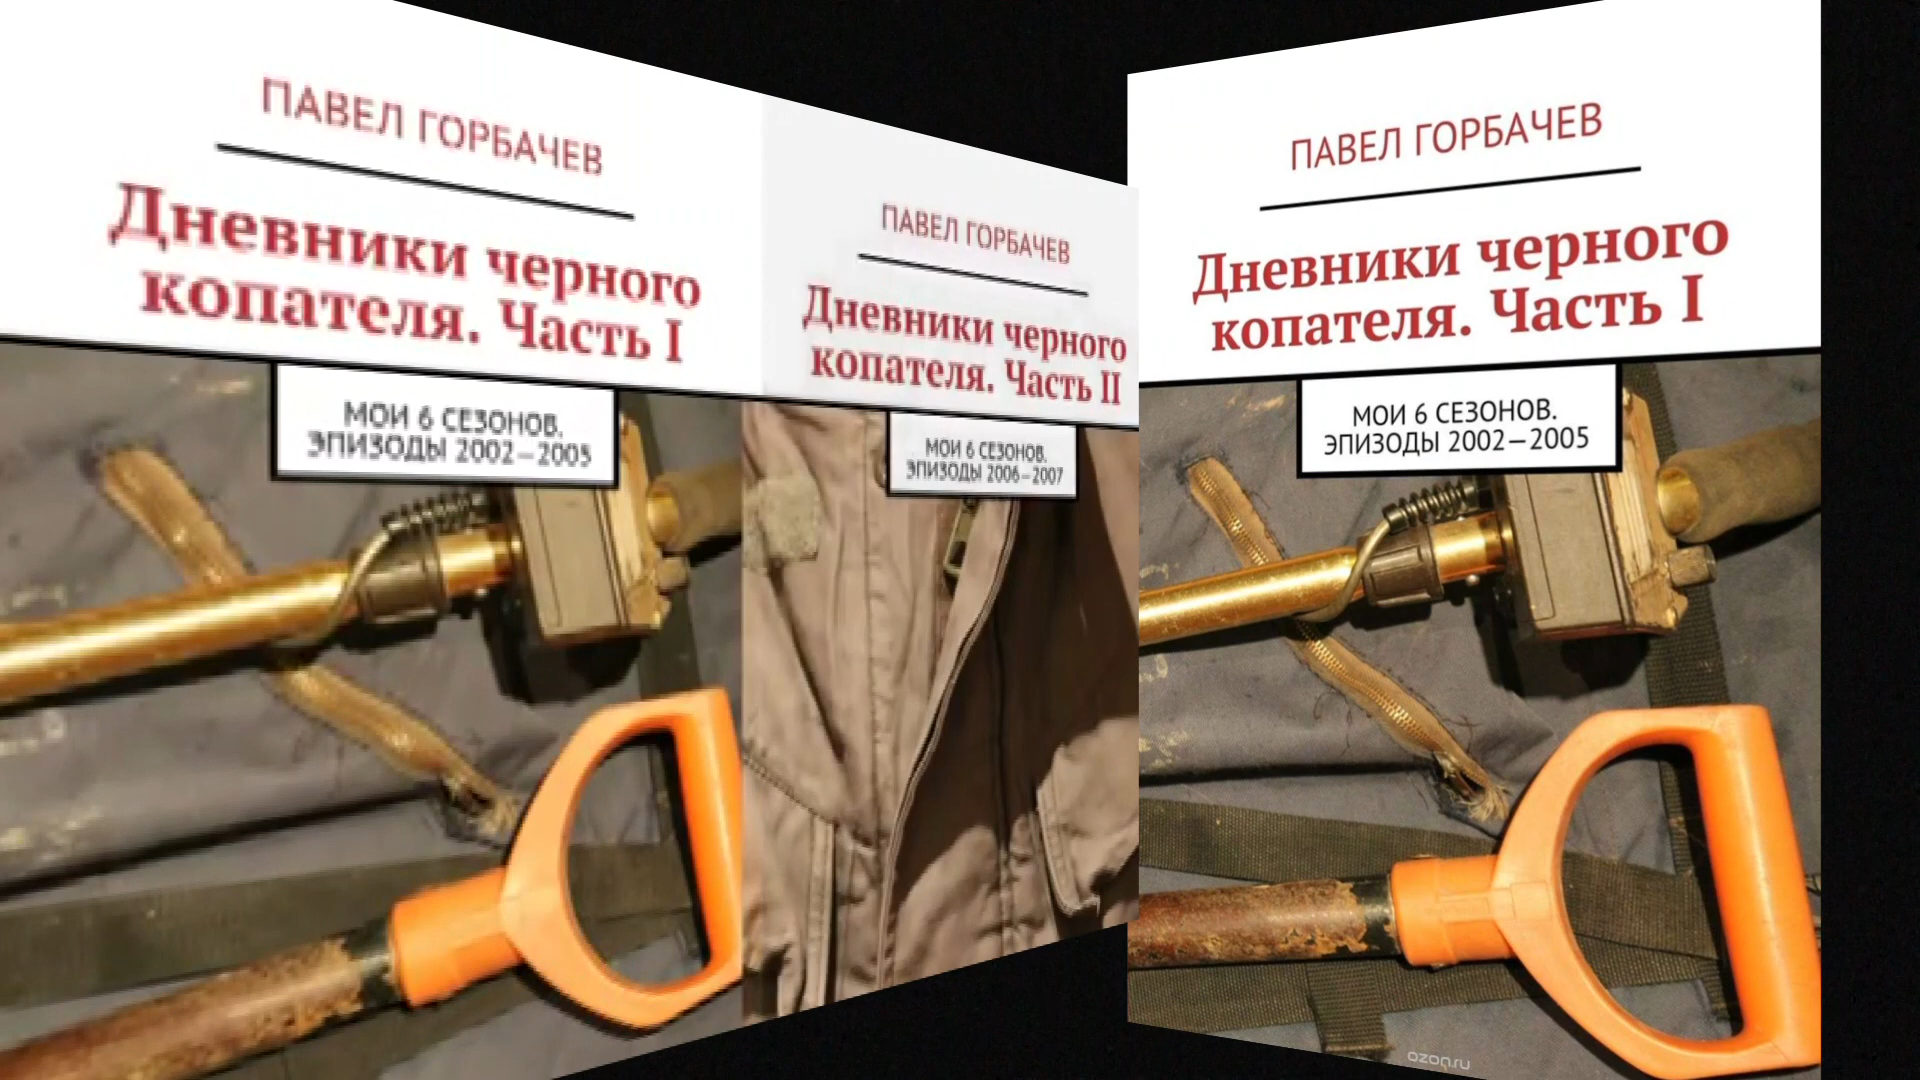 ПАВЕЛ ГОРБАЧЕВ
Дневники черного
копателя. Часть I
МОИ 6 СЕЗОНОВ.
ЭПИЗОДЫ 2002—2005
ПАВЕЛ ГОРБАЧЕВ
Дневники черного
копателя. Часть II
МОИ 6 СЕЗОНОВ.
ЭПИЗОДЫ 2006—2007
ПАВЕЛ ГОРБАЧЕВ
Дневники черного
копателя. Часть I
МОИ 6 СЕЗОНОВ.
ЭПИЗОДЫ 2002—2005
ozon.ru